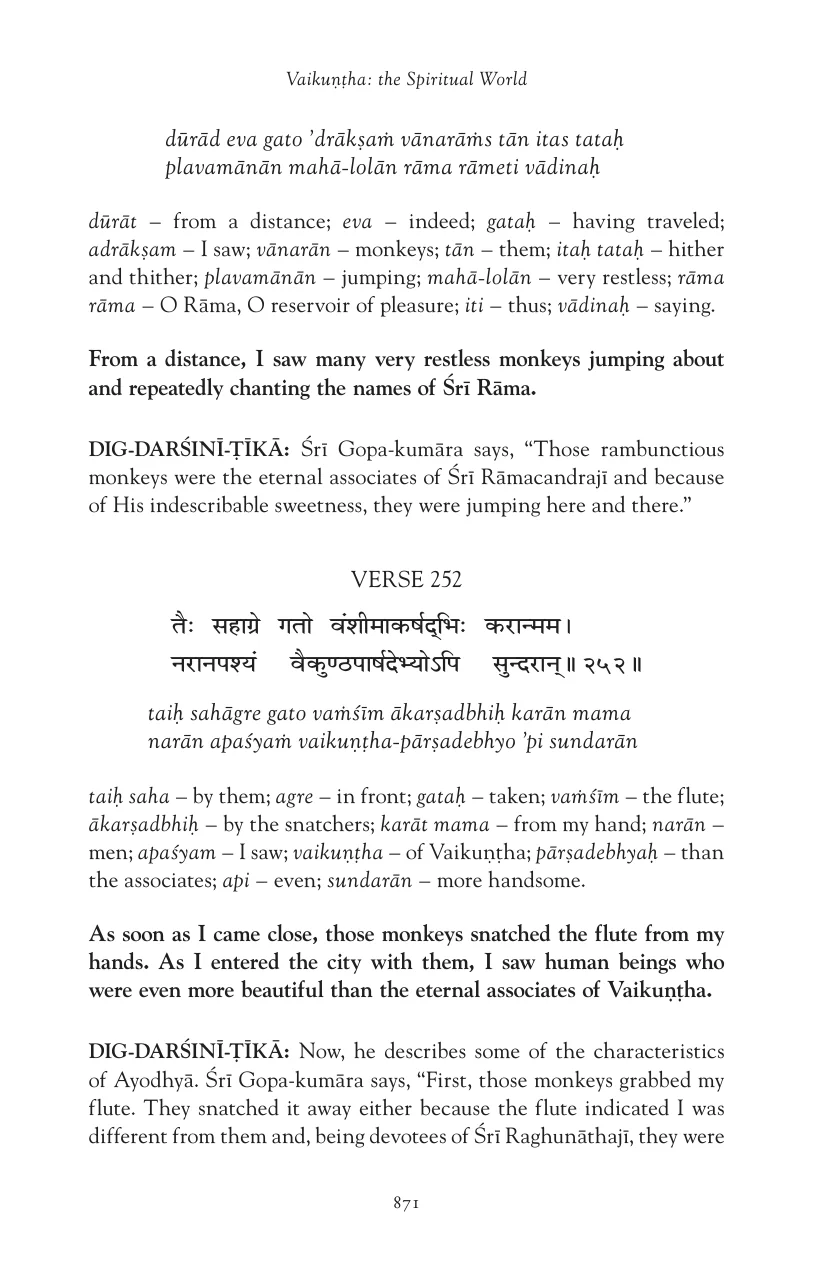 Vaikuṇṭha: the Spiritual World
dūrād eva gato ’drākṣaṁ vānarāṁs tān itas tataḥ
plavamānān mahā-lolān rāma rāmeti vādinaḥ
dūrāt – from a distance; eva – indeed; gataḥ – having traveled;
adrākṣam – I saw; vānarān – monkeys; tān – them; itaḥ tataḥ – hither
and thither; plavamānān – jumping; mahā-lolān – very restless; rāma
rāma – O Rāma, O reservoir of pleasure; iti – thus; vādinaḥ – saying.
From a distance, I saw many very restless monkeys jumping about
and repeatedly chanting the names of Śrī Rāma.
DIG-DARŚINĪ-ṬĪKĀ: Śrī Gopa-kumāra says, “Those rambunctious
monkeys were the eternal associates of Śrī Rāmacandrajī and because
of His indescribable sweetness, they were jumping here and there.”
VERSE 252
तैः सहाग्रे गतो वंशीमाकर्षद्भिः करान्मम।
नरानपश्यं वैकुण्ठपार्षदेभ्योऽपि सुन्दरान्॥ २५२॥
taiḥ sahāgre gato vaṁśīm ākarṣadbhiḥ karān mama
narān apaśyaṁ vaikuṇṭha-pārṣadebhyo ’pi sundarān
taiḥ saha – by them; agre – in front; gataḥ – taken; vaṁśīm – the flute;
ākarṣadbhiḥ – by the snatchers; karāt mama – from my hand; narān –
men; apaśyam – I saw; vaikuṇṭha – of Vaikuṇṭha; pārṣadebhyaḥ – than
the associates; api – even; sundarān – more handsome.
As soon as I came close, those monkeys snatched the flute from my
hands. As I entered the city with them, I saw human beings who
were even more beautiful than the eternal associates of Vaikuṇṭha.
DIG-DARŚINĪ-ṬĪKĀ: Now, he describes some of the characteristics
of Ayodhyā. Śrī Gopa-kumāra says, “First, those monkeys grabbed my
flute. They snatched it away either because the flute indicated I was
different from them and, being devotees of Śrī Raghunāthajī, they were
871